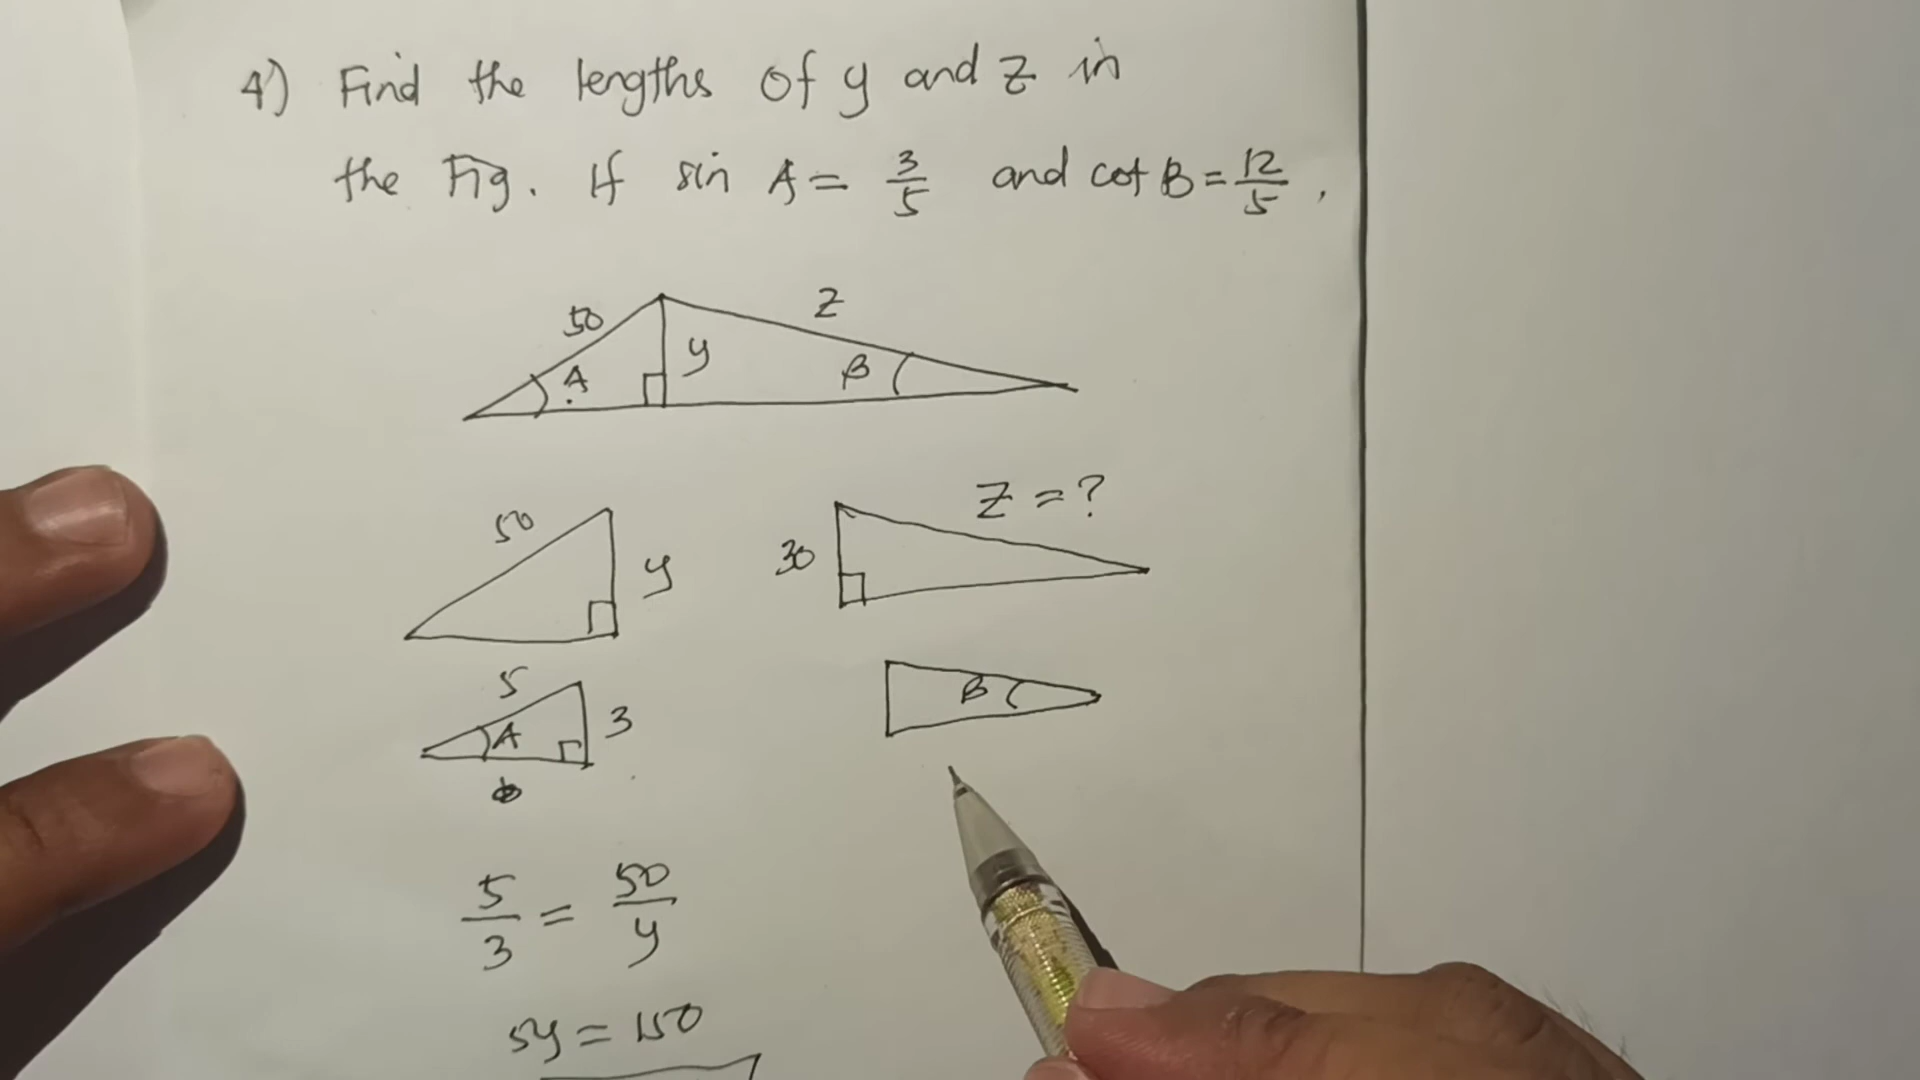 4) Find the lengths of y and z in
the Fig. If sin A = 3/5 and cot B = 12/5,
50 z
A y B
z = ?
50 y 30
5
A 3 B
5/3 = 50/y
5y = 150